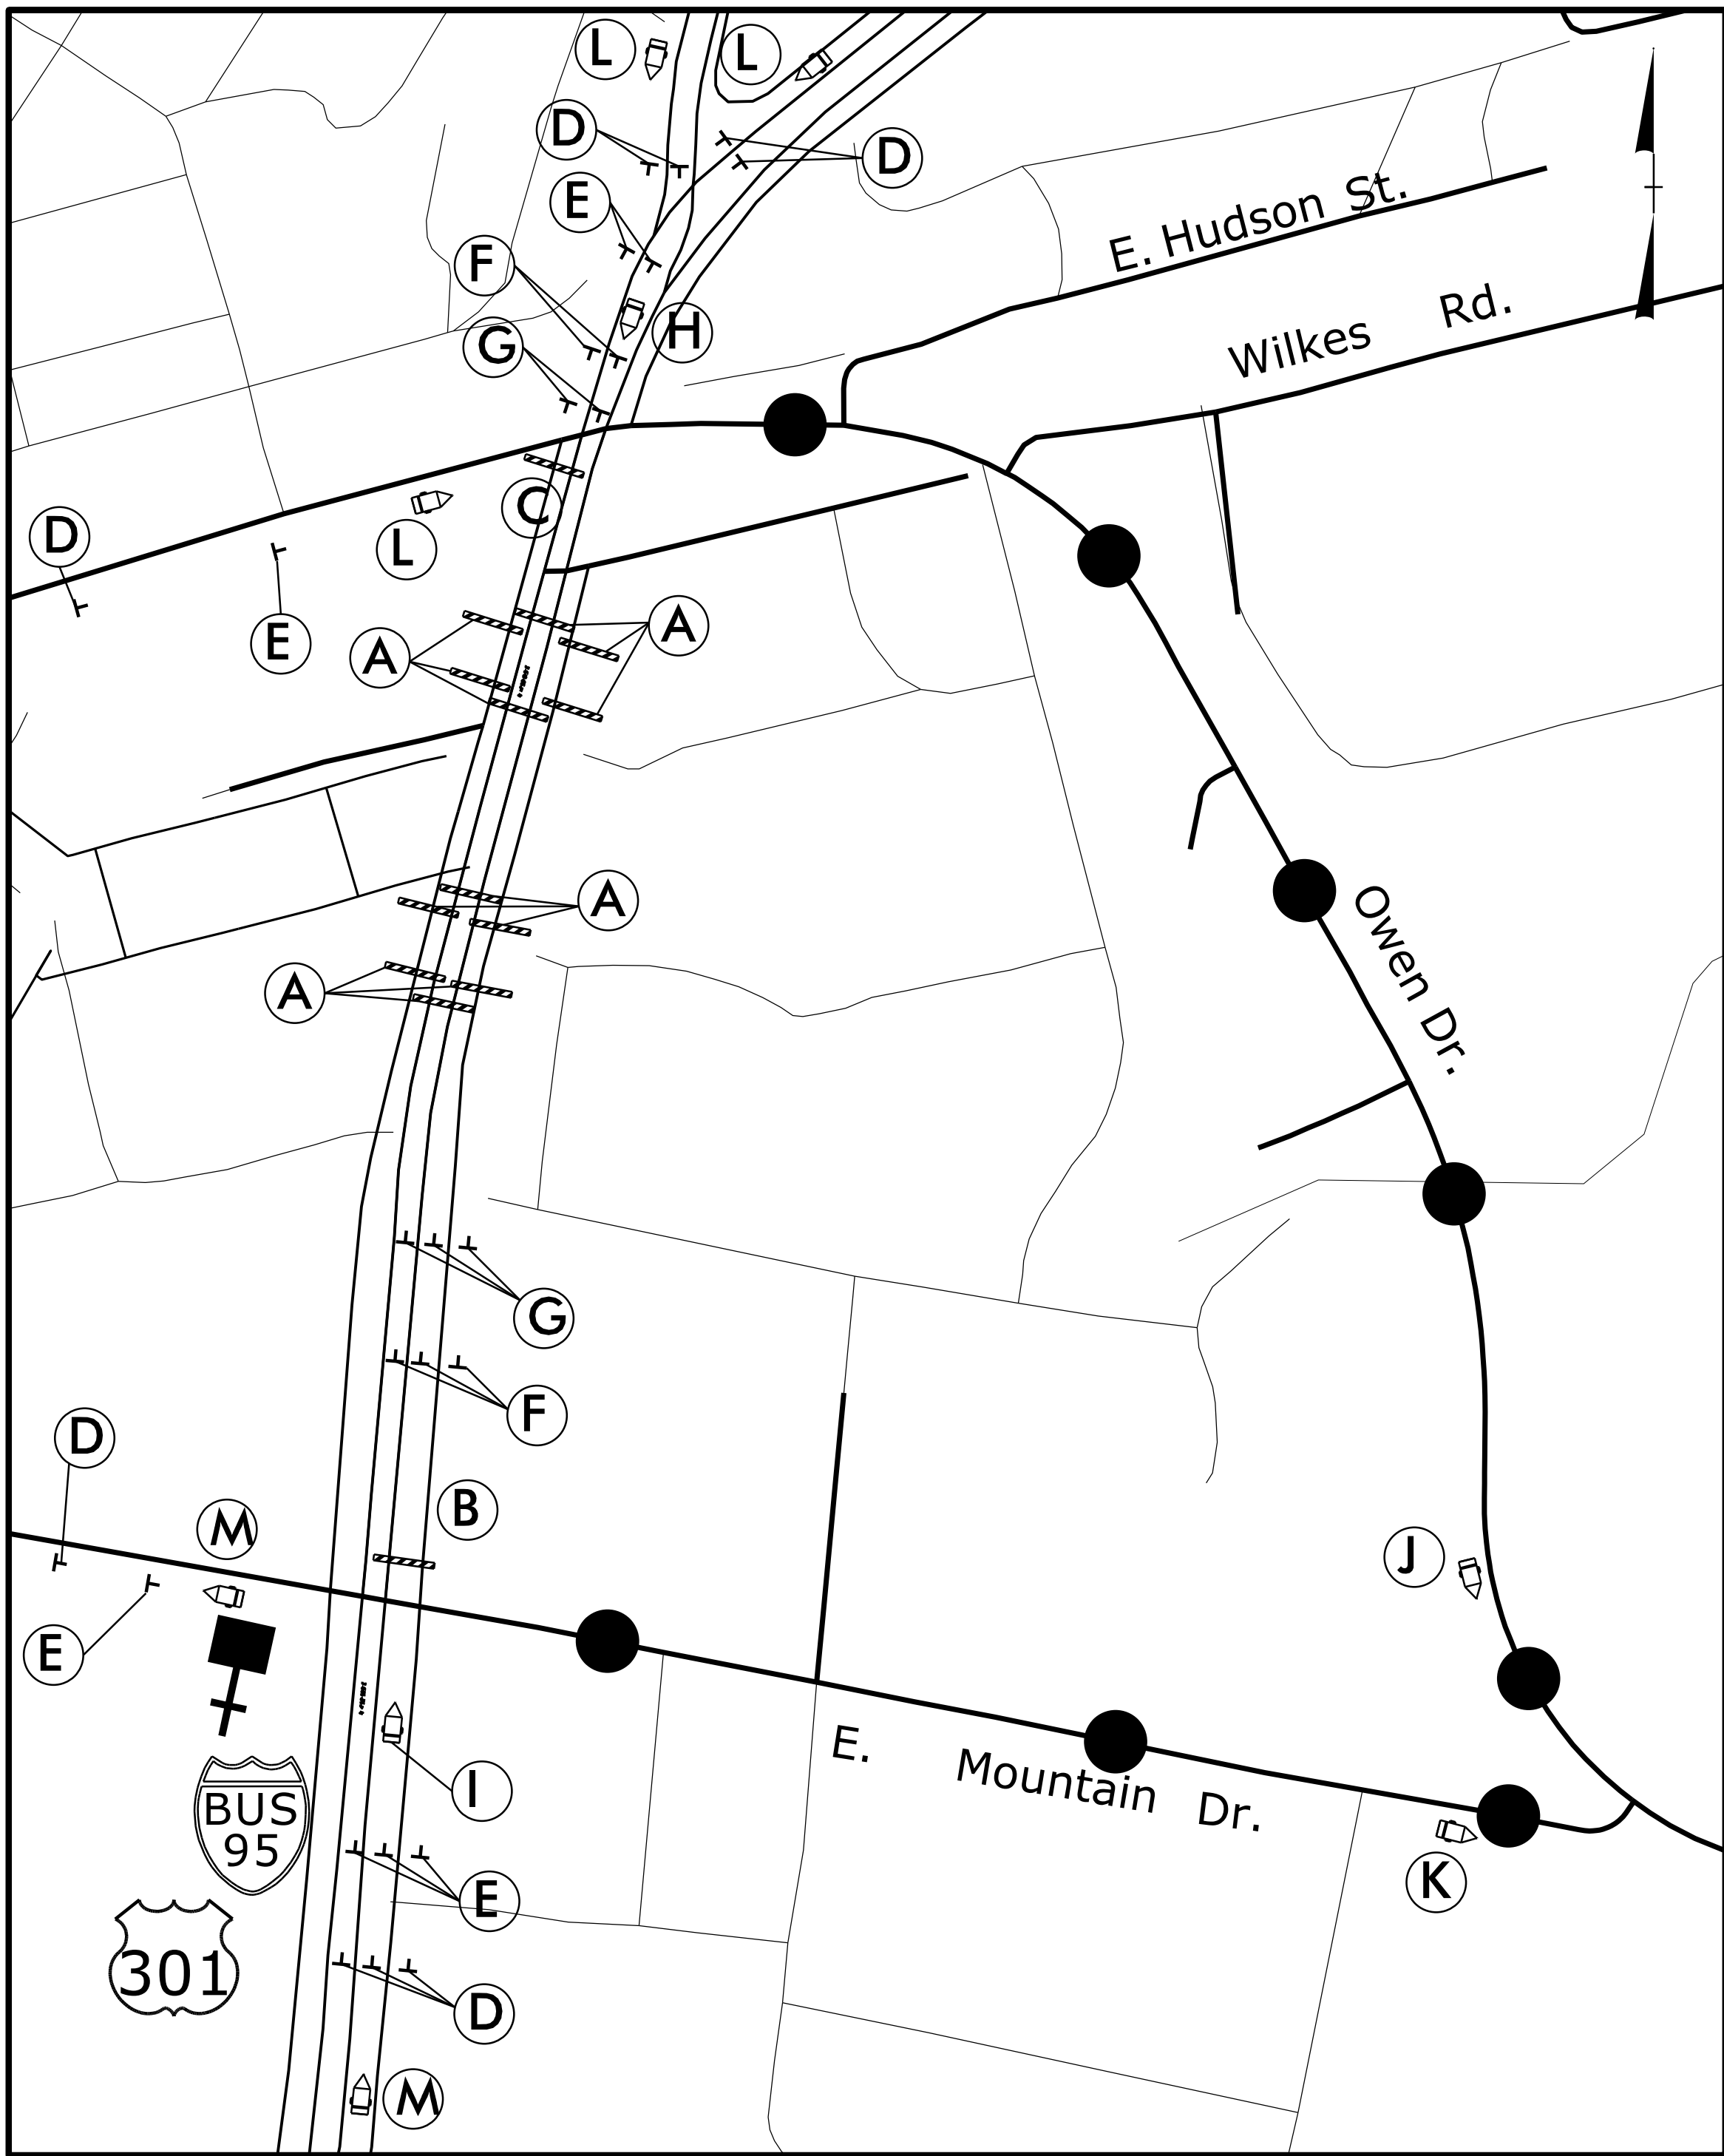 L
L
D
D
E
E. Hudson St.
F
Wilkes Rd.
H
G
C
D
L
A
E
A
A
Owen Dr.
A
G
F
D
B
M
J
E
E. Mountain Dr.
I
BUS
95
K
E
301
D
M